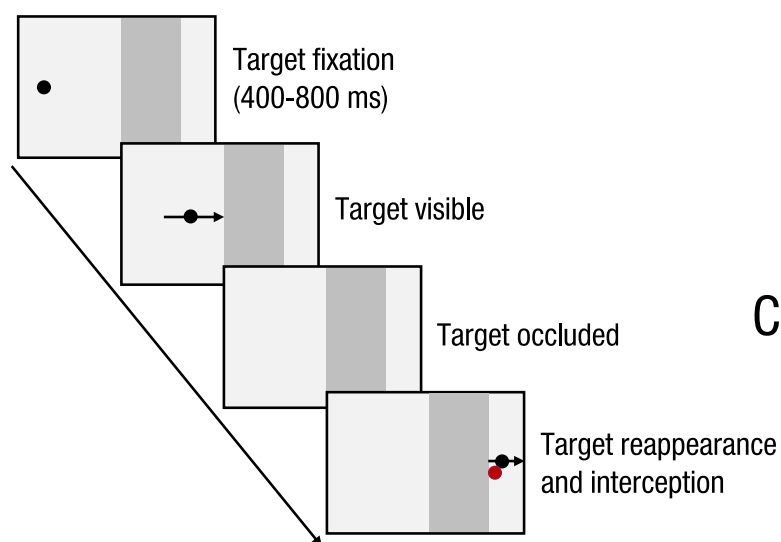 Target fixation
(400-800 ms)
Target visible
Target occluded
C
Target reappearance
and interception